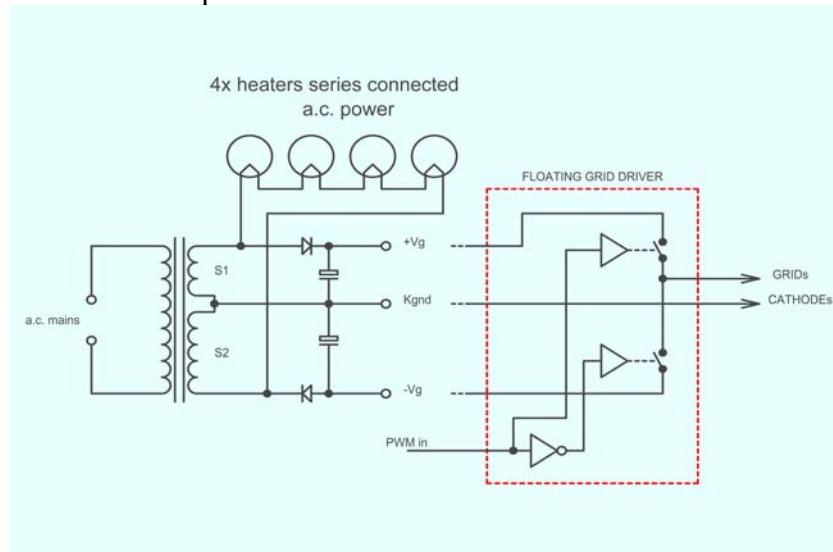 4x heaters series connected
a.c. power
FLOATING GRID DRIVER
+Vg
GRIDs
S1
Kgnd
CATHODEs
a.c. mains
S2
-Vg
PWM in